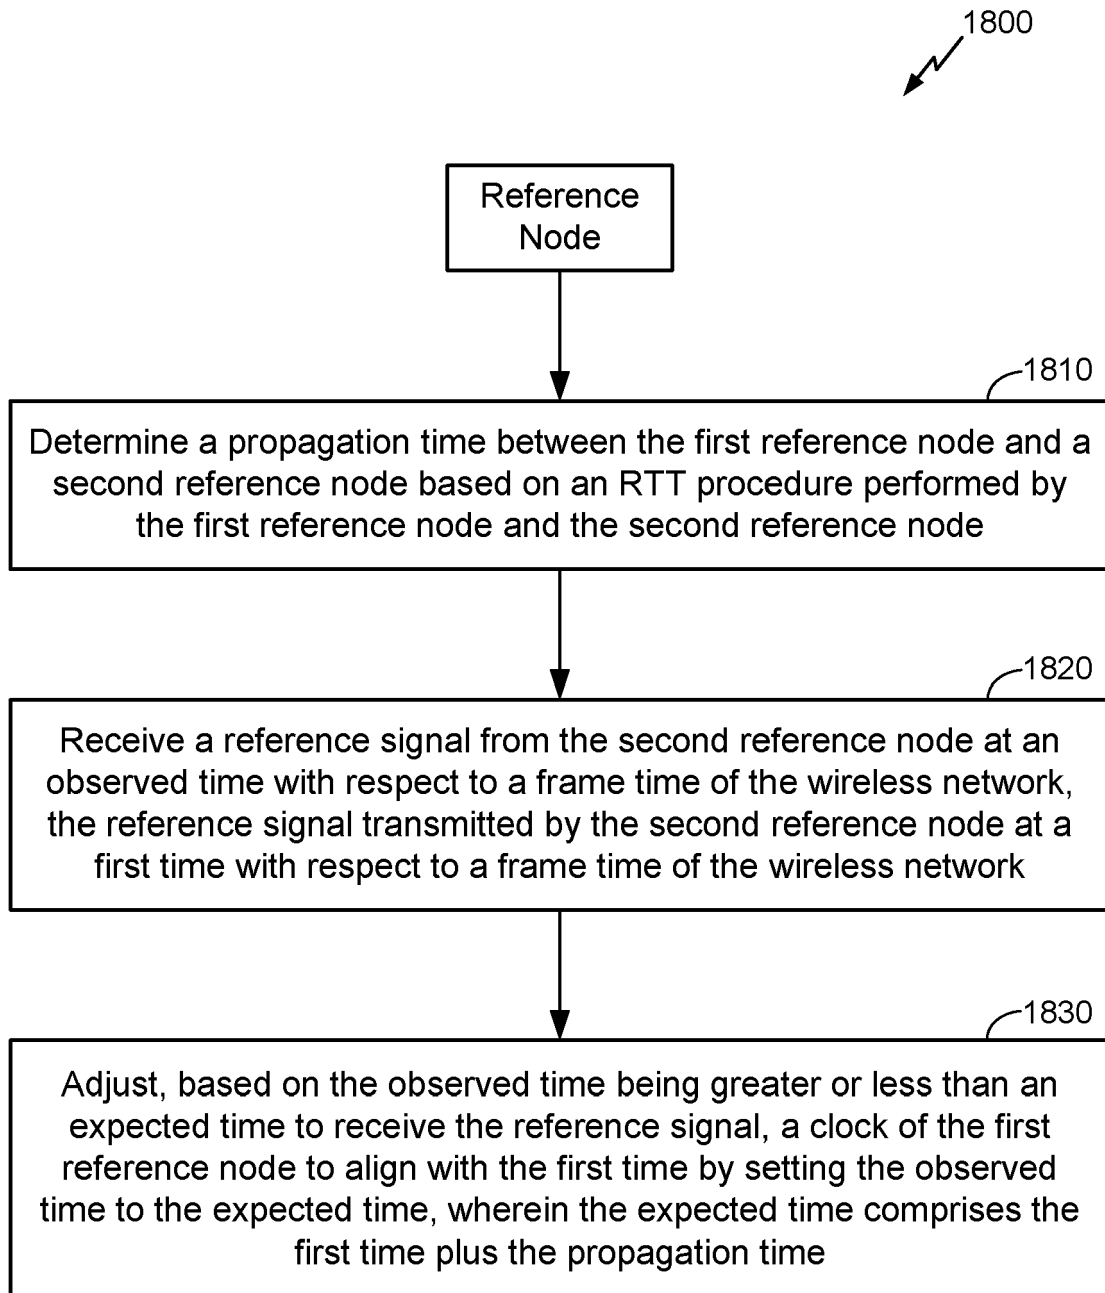 1800
Reference
Node
1810
Determine a propagation time between the first reference node and a
second reference node based on an RTT procedure performed by
the first reference node and the second reference node
1820
Receive a reference signal from the second reference node at an
observed time with respect to a frame time of the wireless network,
the reference signal transmitted by the second reference node at a
first time with respect to a frame time of the wireless network
1830
Adjust, based on the observed time being greater or less than an
expected time to receive the reference signal, a clock of the first
reference node to align with the first time by setting the observed
time to the expected time, wherein the expected time comprises the
first time plus the propagation time